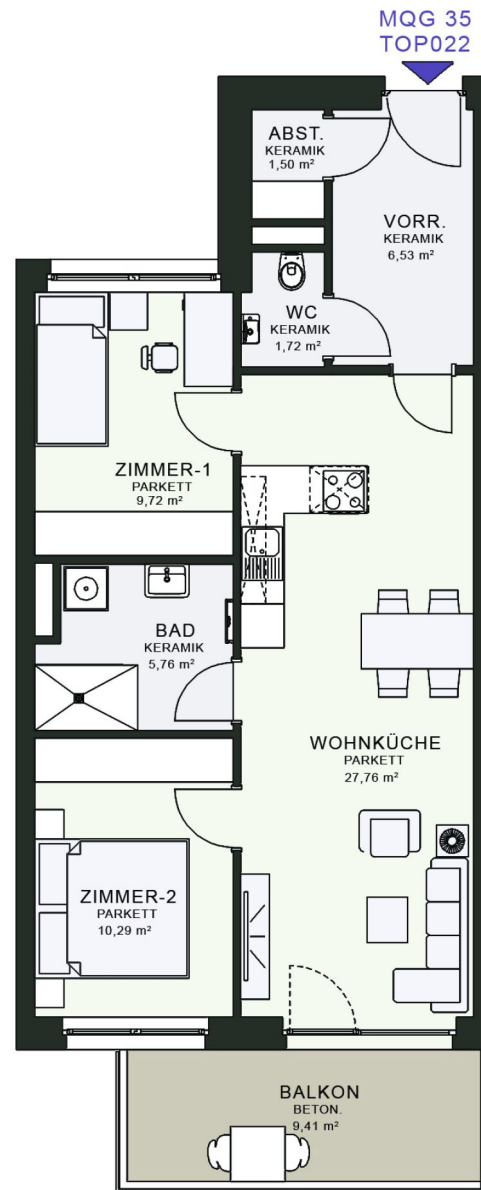 MQG 35
TOP022
ABST.
KERAMIK
1,50 m²
VORR.
KERAMIK
6,53 m²
WC
KERAMIK
1,72 m²
ZIMMER-1
PARKETT
9,72 m²
BAD
KERAMIK
5,76 m²
WOHNKÜCHE
PARKETT
27,76 m²
ZIMMER-2
PARKETT
10,29 m²
BALKON
BETON.
9,41 m²